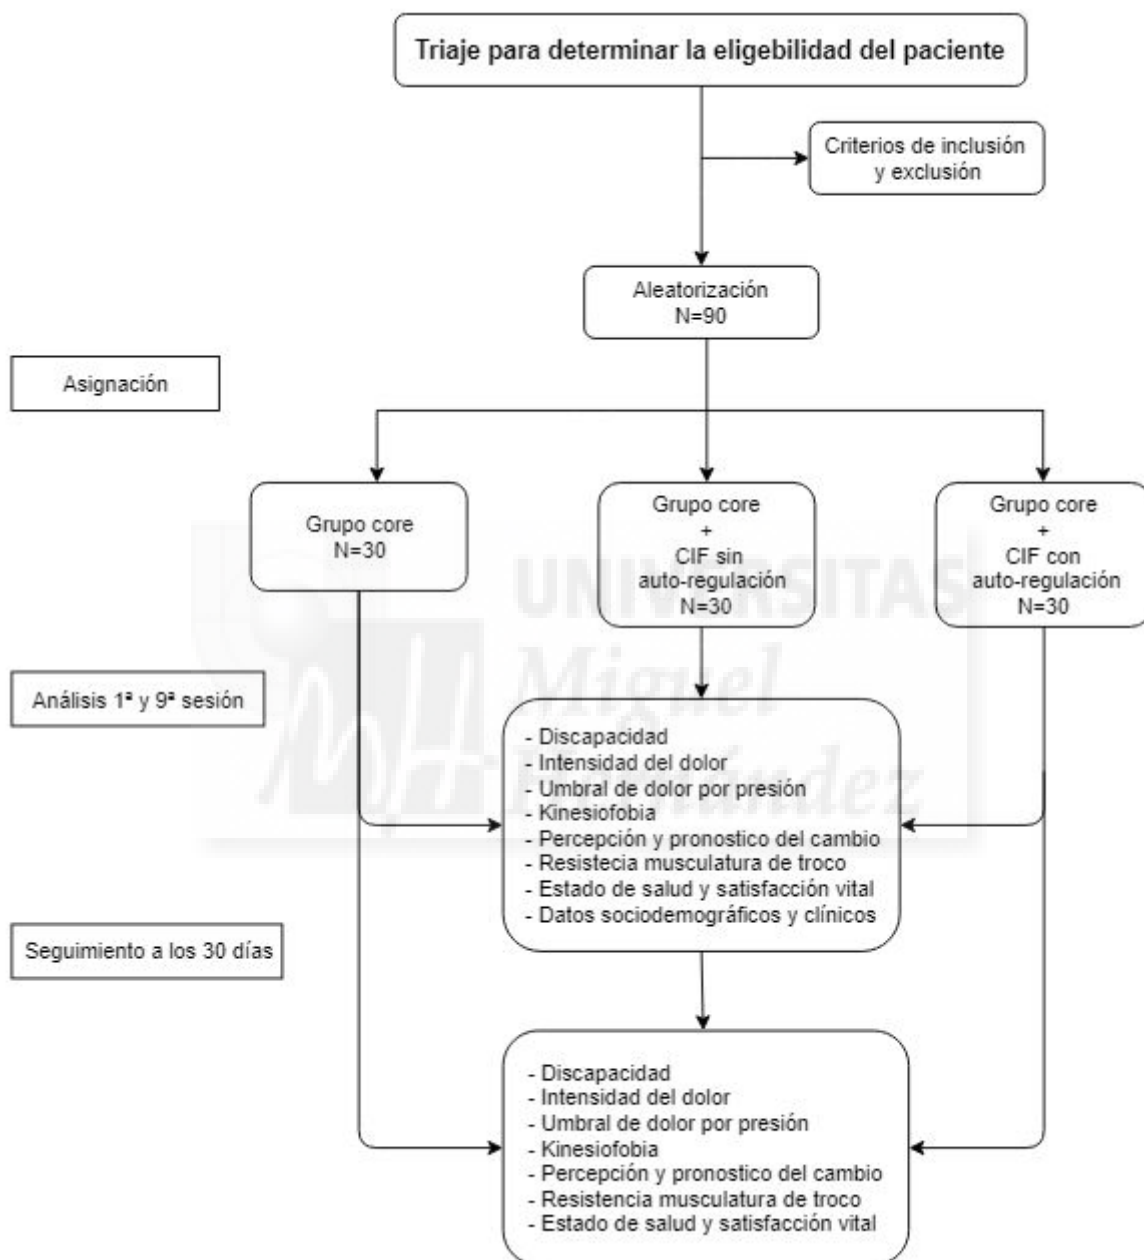 Triaje para determinar la eligebilidad del paciente
Criterios de inclusión
y exclusión
Aleatorización
N=90
Asignación
Grupo core
N=30
Grupo core
+
CIF sin
auto-regulación
N=30
Grupo core
+
CIF con
auto-regulación
N=30
UNIVERSITAS
Miguel
Hernández
Análisis 1ª y 9ª sesión
- Discapacidad
- Intensidad del dolor
- Umbral de dolor por presión
- Kinesiofobia
- Percepción y pronostico del cambio
- Resistecia musculatura de troco
- Estado de salud y satisfacción vital
- Datos sociodemográficos y clínicos
Seguimiento a los 30 días
- Discapacidad
- Intensidad del dolor
- Umbral de dolor por presión
- Kinesiofobia
- Percepción y pronostico del cambio
- Resistencia musculatura de troco
- Estado de salud y satisfacción vital